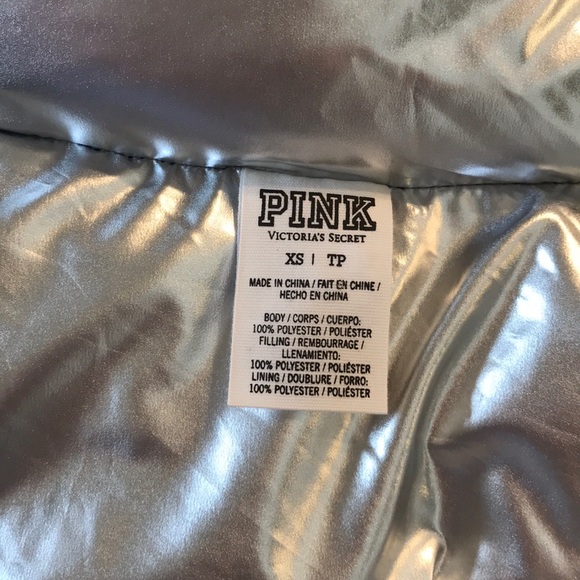 PINK
VICTORIA'S SECRET
XS | TP
MADE IN CHINA / FAIT EN CHINE /
HECHO EN CHINA
BODY / CORPS / CUERPO:
100% POLYESTER / POLIÉSTER
FILLING / REMBOURRAGE /
LLENAMIENTO:
100% POLYESTER / POLIÉSTER
LINING / DOUBLURE / FORRO:
100% POLYESTER / POLIÉSTER